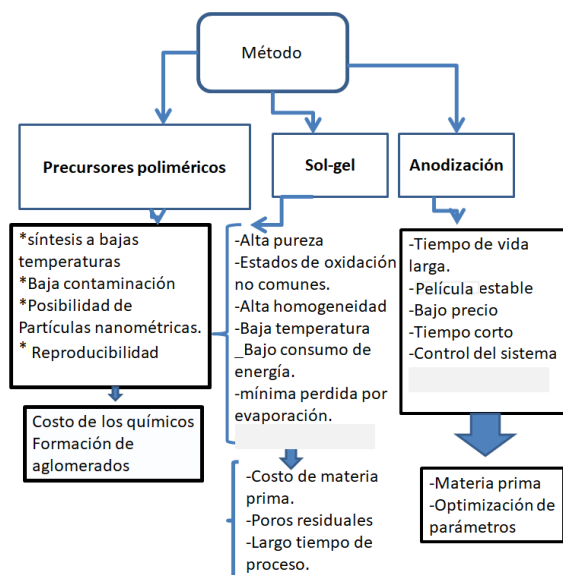 Método
Precursores poliméricos
Sol-gel
Anodización
*síntesis a bajas
temperaturas
*Baja contaminación
*Posibilidad de
Partículas nanométricas.
* Reproducibilidad
Costo de los químicos
Formación de
aglomerados
-Alta pureza
-Estados de oxidación
no comunes.
-Alta homogeneidad
-Baja temperatura
_Bajo consumo de
energía.
-mínima perdida por
evaporación.
-Costo de materia
prima.
-Poros residuales
-Largo tiempo de
proceso.
-Tiempo de vida
larga.
-Película estable
-Bajo precio
-Tiempo corto
-Control del sistema
-Materia prima
-Optimización de
parámetros